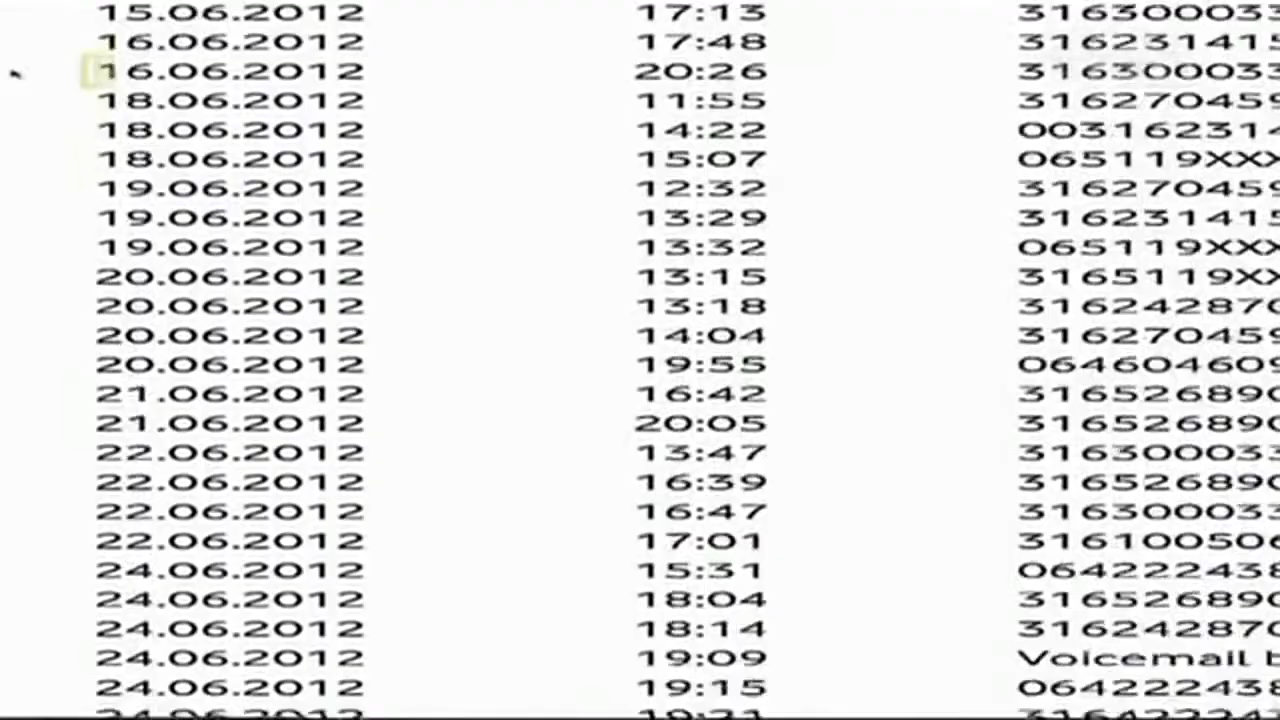 15.06.2012 17:13 316300033
16.06.2012 17:48 316231415
16.06.2012 20:26 316300033
18.06.2012 11:55 316270459
18.06.2012 14:22 003162314
18.06.2012 15:07 065119XXX
19.06.2012 12:32 316270459
19.06.2012 13:29 316231415
19.06.2012 13:32 065119XXX
20.06.2012 13:15 3165119XX
20.06.2012 13:18 316242870
20.06.2012 14:04 316270459
20.06.2012 19:55 064604609
21.06.2012 16:42 316526890
21.06.2012 20:05 316526890
22.06.2012 13:47 316300033
22.06.2012 16:39 316526890
22.06.2012 16:47 316300033
22.06.2012 17:01 316100506
24.06.2012 15:31 064222438
24.06.2012 18:04 316526890
24.06.2012 18:14 316242870
24.06.2012 19:09 Voicemail b
24.06.2012 19:15 064222438